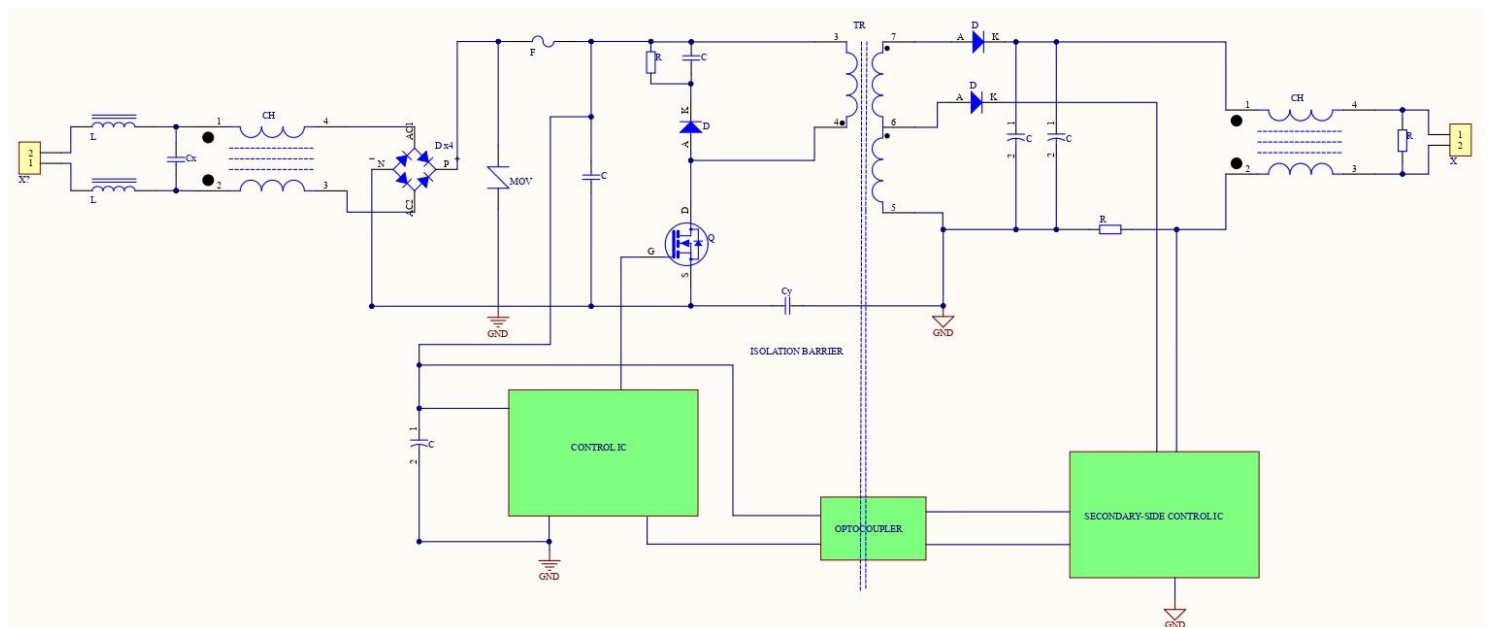 TR
D
3
7
A
K
F
R
C
D
A
K
K
1
CH
4
6
1
CH
4
L
D
AC1
A
4
1
C
1
C
1
2
R
D x4
2
1
Cx
-
N
P
+
MOV
C
2
2
X
X?
2
3
2
3
L
AC2
5
D
R
Q
G
S
Cy
GND
GND
ISOLATION BARRIER
1
C
2
CONTROL IC
OPTOCOUPLER
SECONDARY-SIDE CONTROL IC
GND
GND